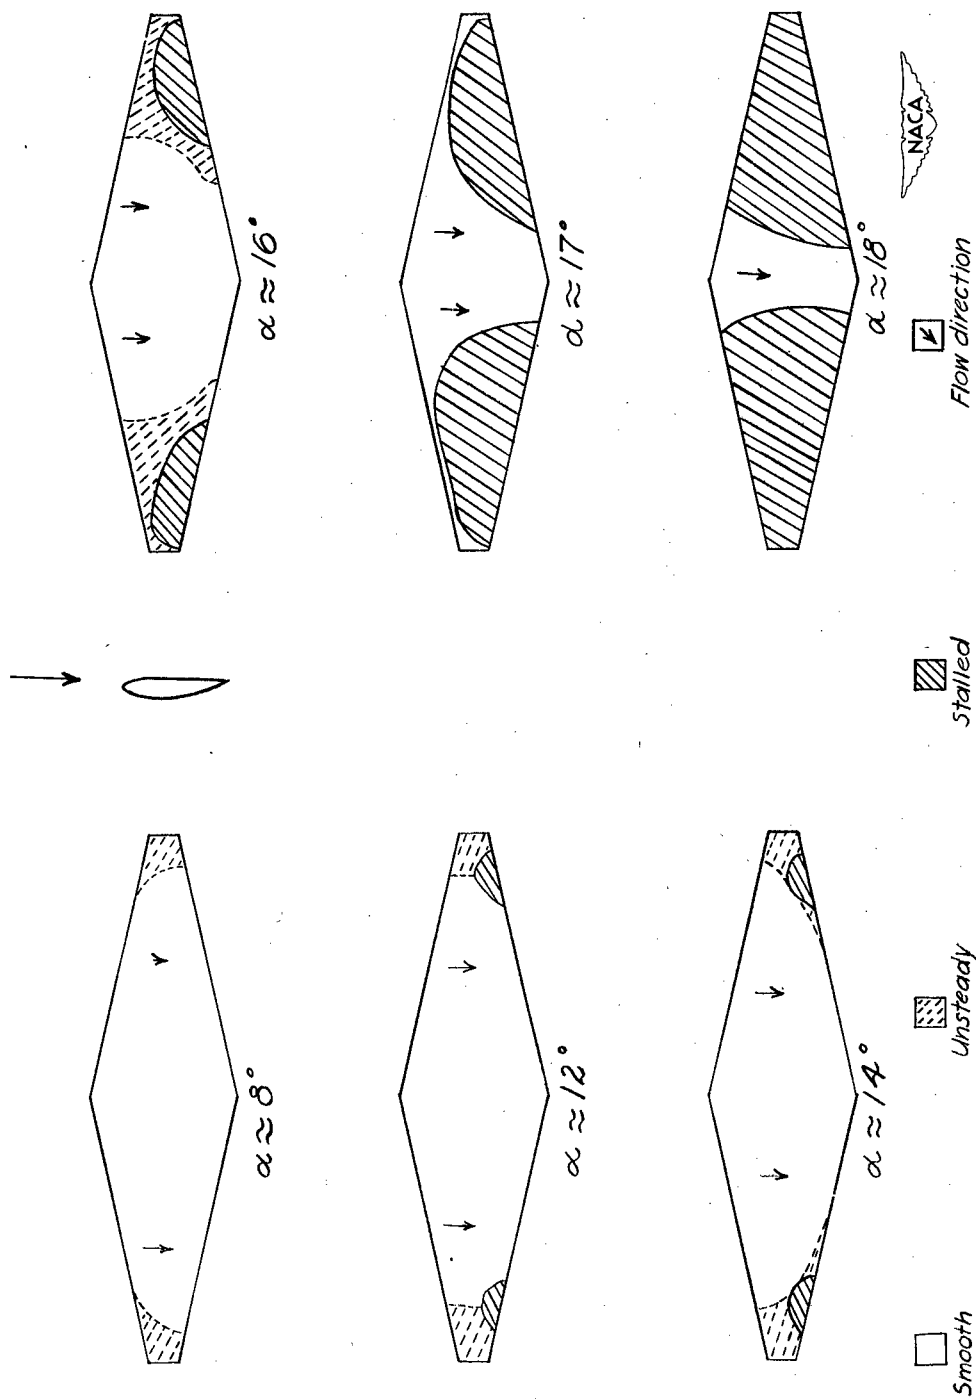 α ≈ 8°
α ≈ 16°
α ≈ 12°
α ≈ 17°
α ≈ 14°
α ≈ 18°
Smooth
Unsteady
Stalled
Flow direction
NACA